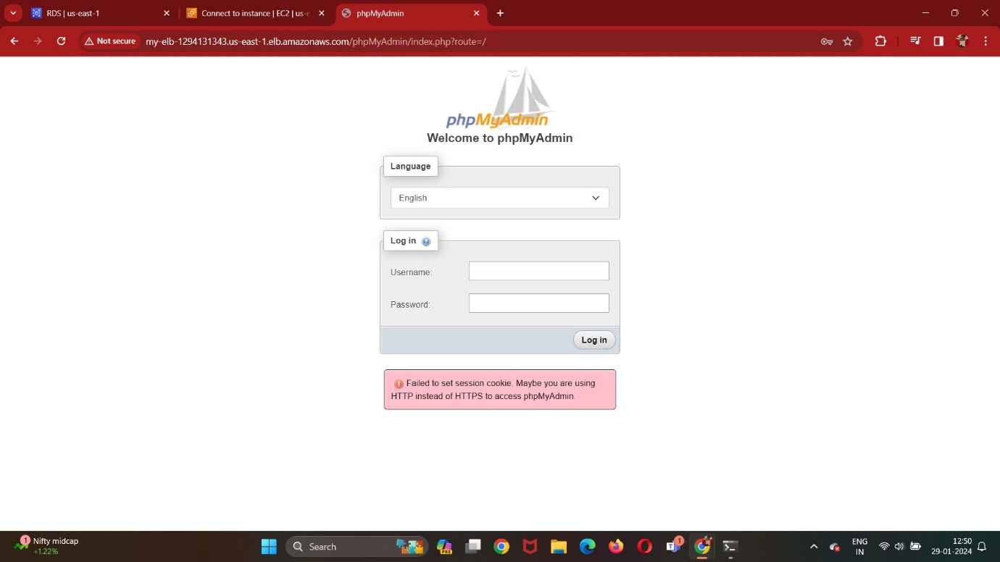 RDS | us-east-1
Connect to instance | EC2 | us-e
phpMyAdmin
Not secure
my-elb-1294131343.us-east-1.elb.amazonaws.com/phpMyAdmin/index.php?route=/
phpMyAdmin
Welcome to phpMyAdmin
Language
English
Log in
Username:
Password:
Log in
Failed to set session cookie. Maybe you are using
HTTP instead of HTTPS to access phpMyAdmin.
1
Nifty midcap
+1.22%
Search
PRE
T
1
ENG
IN
12:50
29-01-2024